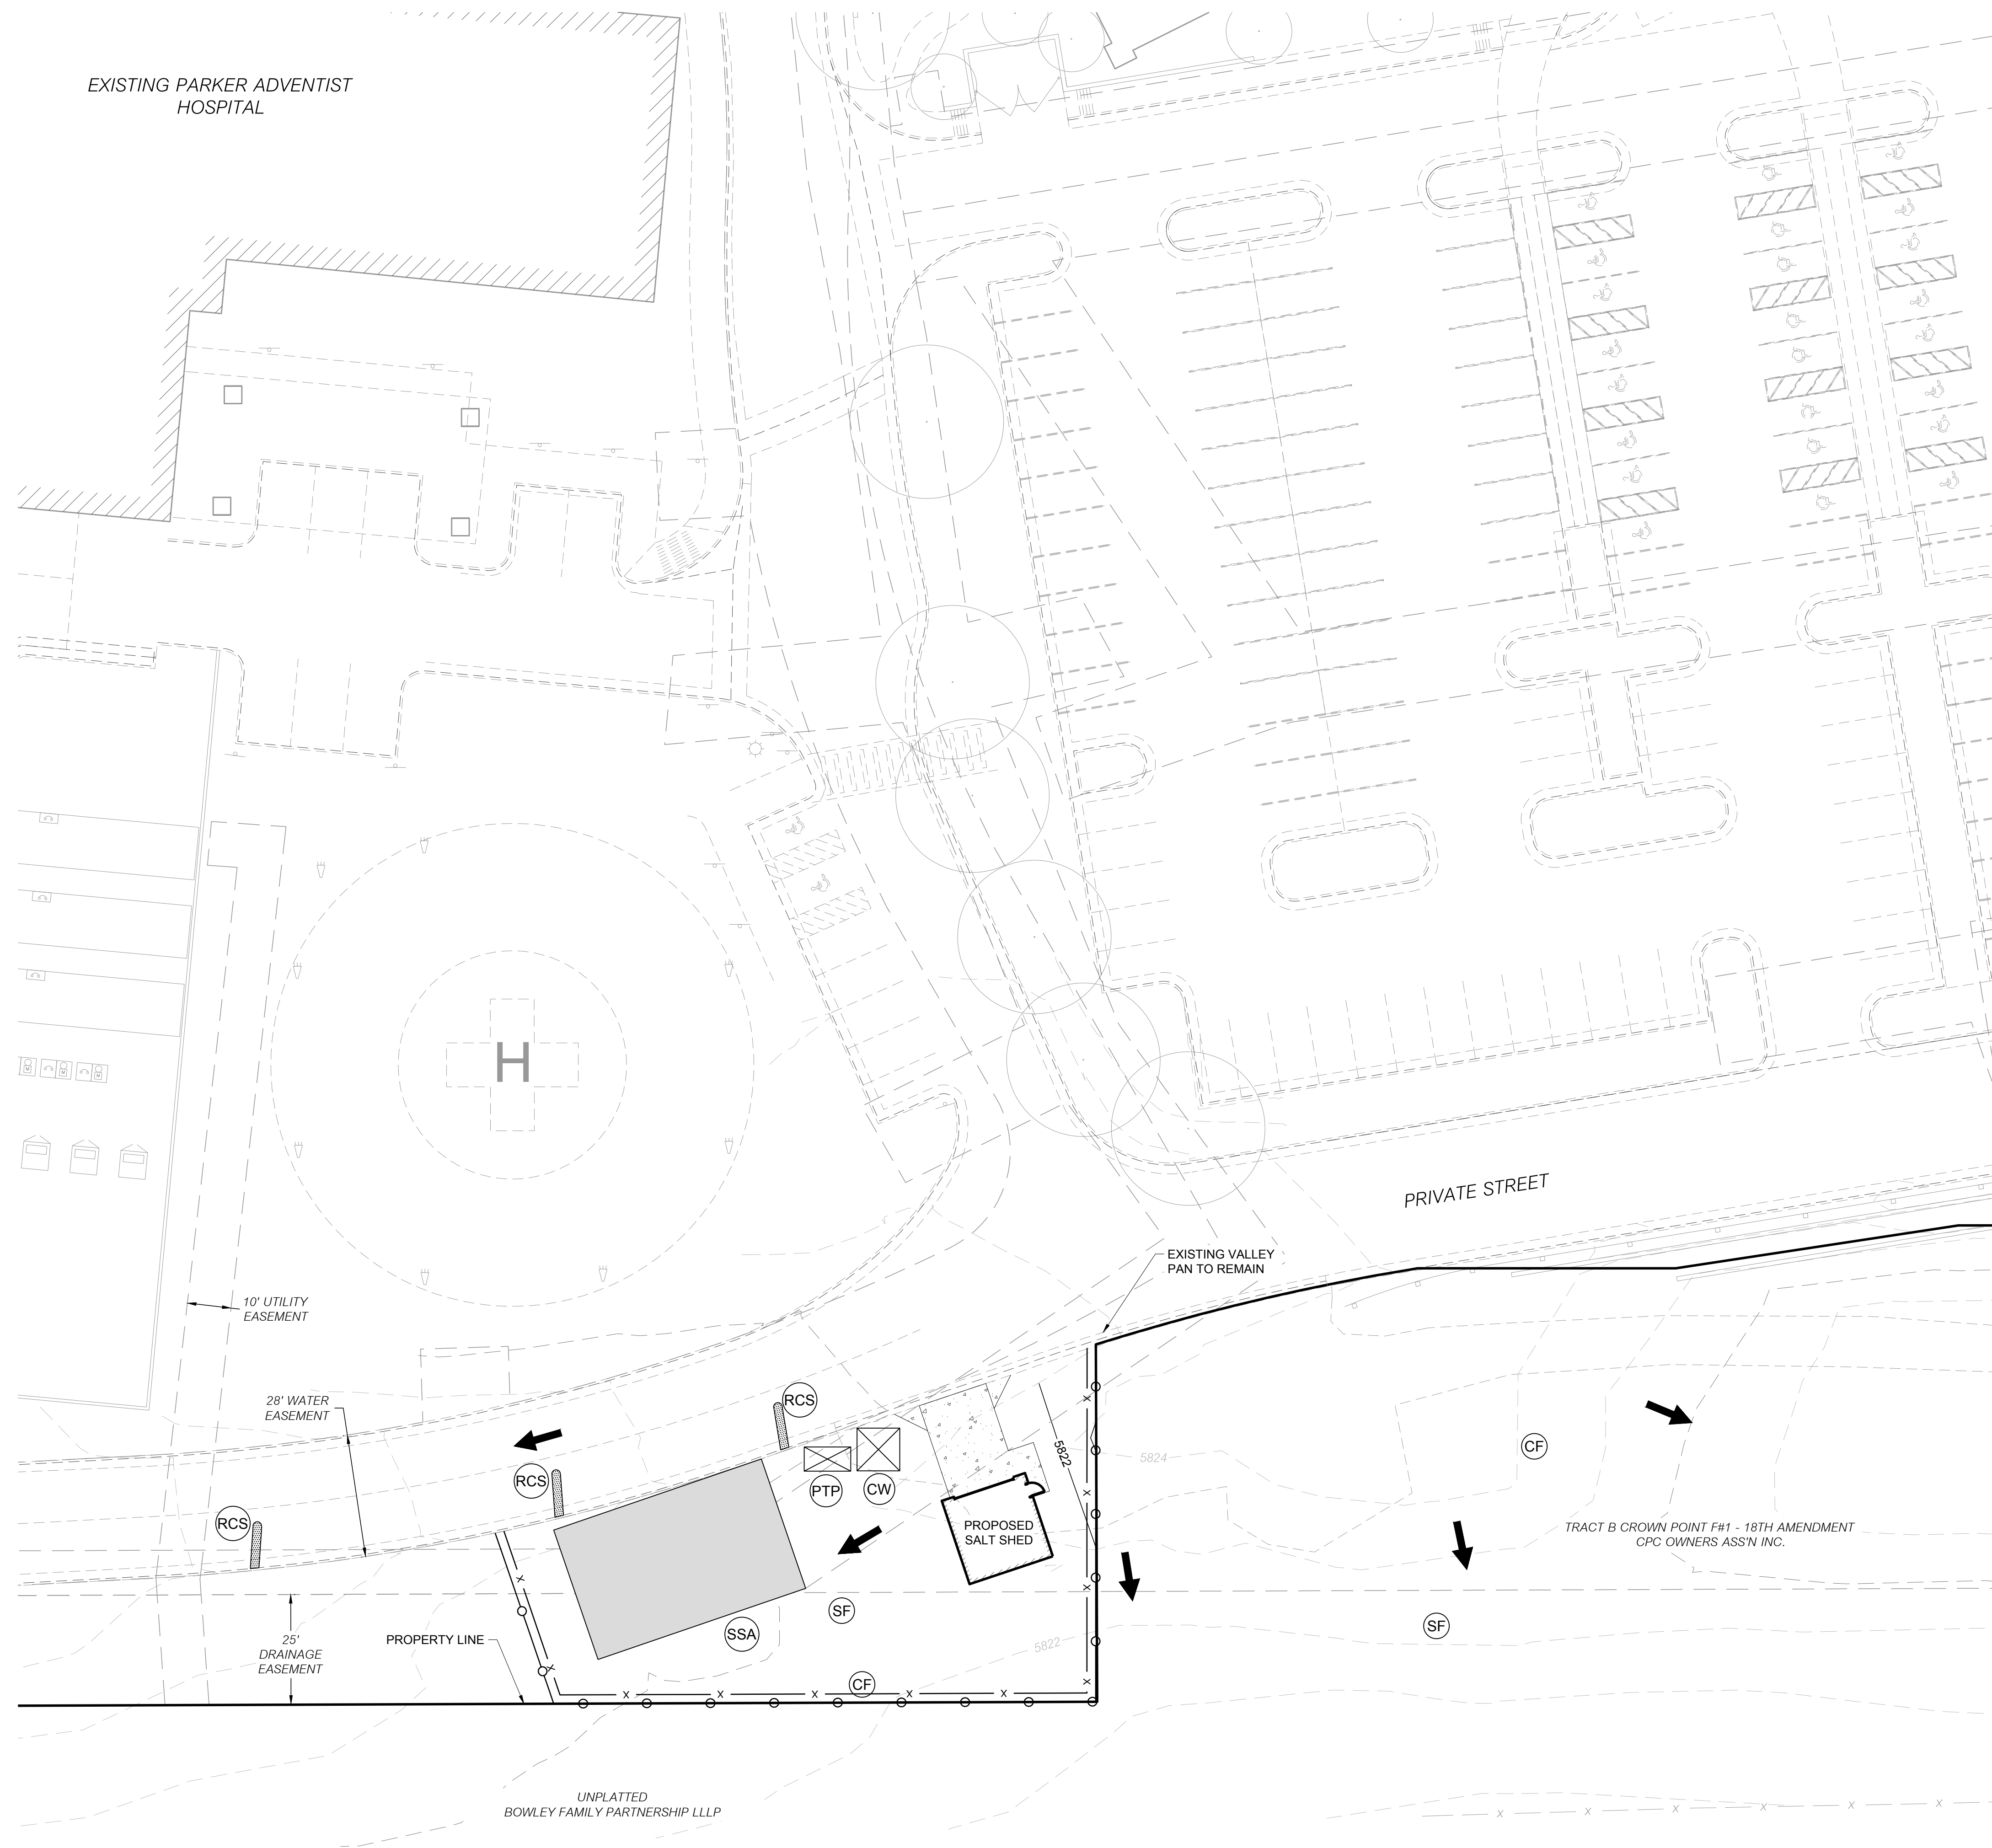 EXISTING PARKER ADVENTIST
HOSPITAL
H
PRIVATE STREET
EXISTING VALLEY
PAN TO REMAIN
10' UTILITY
EASEMENT
28' WATER
EASEMENT
RCS
RCS
RCS
PTP
CW
5822
5824
CF
PROPOSED
SALT SHED
TRACT B CROWN POINT F#1 - 18TH AMENDMENT
CPC OWNERS ASS'N INC.
SF
SF
SSA
PROPERTY LINE
25'
DRAINAGE
EASEMENT
5822
CF
UNPLATTED
BOWLEY FAMILY PARTNERSHIP LLLP